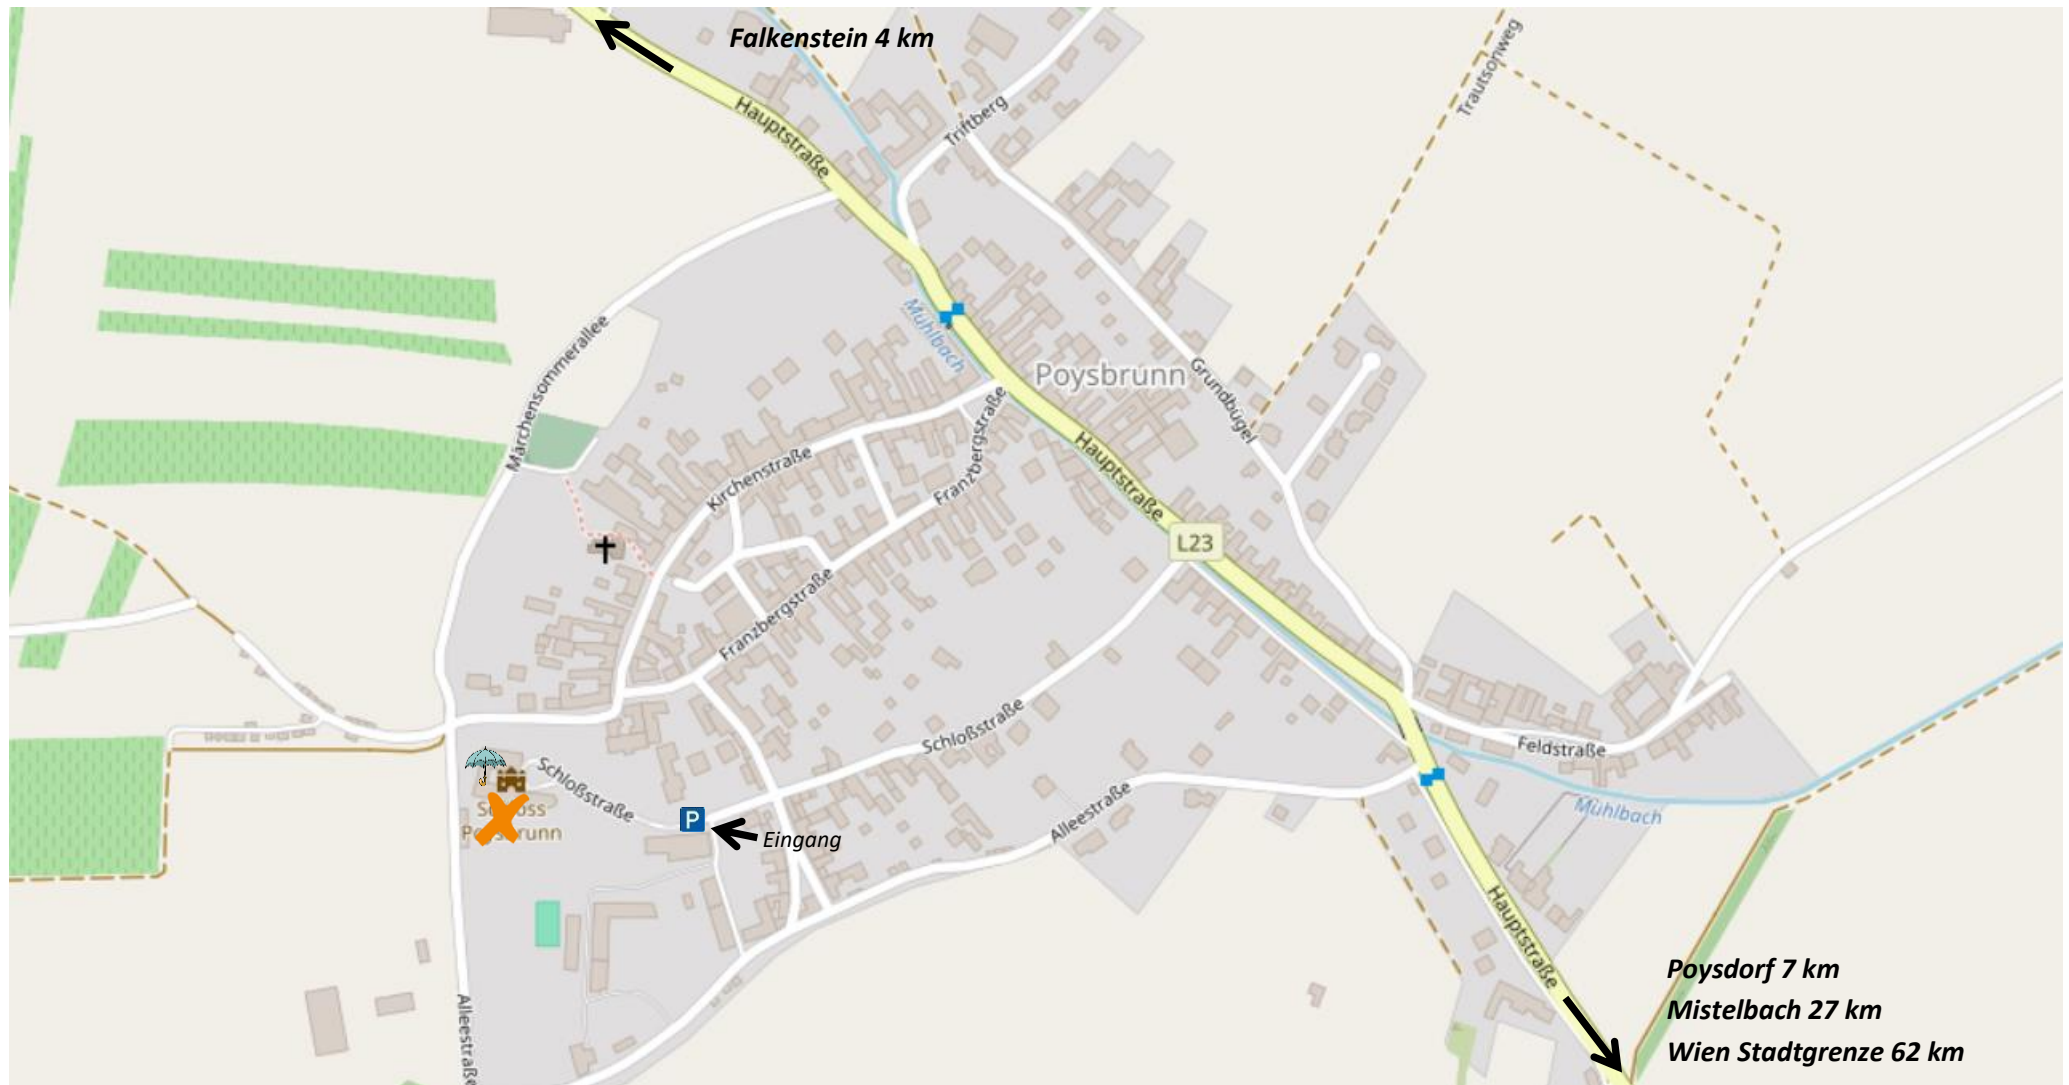 Falkenstein 4 km
Trautsonweg
Hauptstraße
Triftberg
Mühlbach
Märchensommerallee
Poysbrunn
Grundbügel
Franzbergstraße
Kirchenstraße
Hauptstraße
L23
Franzbergstraße
Schloßstraße
Feldstraße
Schloßstraße
Schloss
Alleestraße
Mühlbach
P
Eingang
Hauptstraße
Alleestraße
Poysdorf 7 km
Mistelbach 27 km
Wien Stadtgrenze 62 km